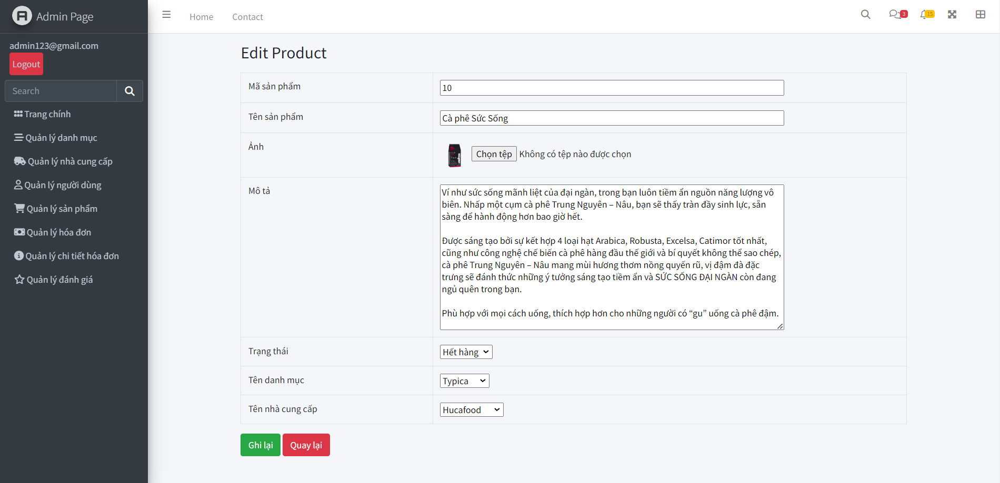 Admin Page
admin123@gmail.com
Logout
Search
Trang chính
Quản lý danh mục
Quản lý nhà cung cấp
Quản lý người dùng
Quản lý sản phẩm
Quản lý hóa đơn
Quản lý chi tiết hóa đơn
Quản lý đánh giá
Home Contact
3
15
Edit Product
Mã sản phẩm
10
Tên sản phẩm
Cà phê Sức Sống
Ảnh
Chọn tệp Không có tệp nào được chọn
Mô tả
Ví như sức sống mãnh liệt của đại ngàn, trong bạn luôn tiềm ẩn nguồn năng lượng vô
biên. Nhấp một cụm cà phê Trung Nguyên – Nâu, bạn sẽ thấy tràn đầy sinh lực, sẵn
sàng để hành động hơn bao giờ hết.
Được sáng tạo bởi sự kết hợp 4 loại hạt Arabica, Robusta, Excelsa, Catimor tốt nhất,
cũng như công nghệ chế biến cà phê hàng đầu thế giới và bí quyết không thể sao chép,
cà phê Trung Nguyên – Nâu mang mùi hương thơm nồng quyến rũ, vị đậm đà đặc
trưng sẽ đánh thức những ý tưởng sáng tạo tiềm ẩn và SỨC SỐNG ĐẠI NGÀN còn đang
ngủ quên trong bạn.
Phù hợp với mọi cách uống, thích hợp hơn cho những người có “gu” uống cà phê đậm.
Trạng thái
Hết hàng
Tên danh mục
Typica
Tên nhà cung cấp
Hucafood
Ghi lại Quay lại